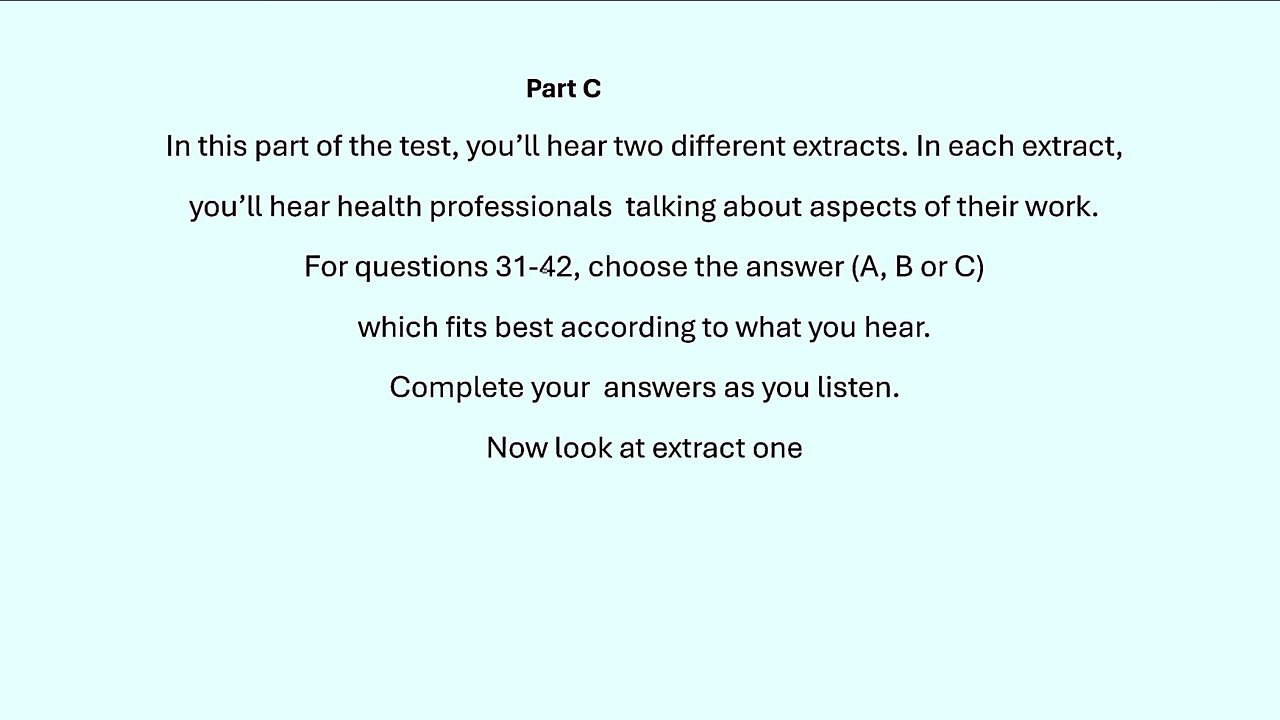 Part C
In this part of the test, you’ll hear two different extracts. In each extract,
you’ll hear health professionals  talking about aspects of their work.
For questions 31-42, choose the answer (A, B or C)
which fits best according to what you hear.
Complete your  answers as you listen.
Now look at extract one